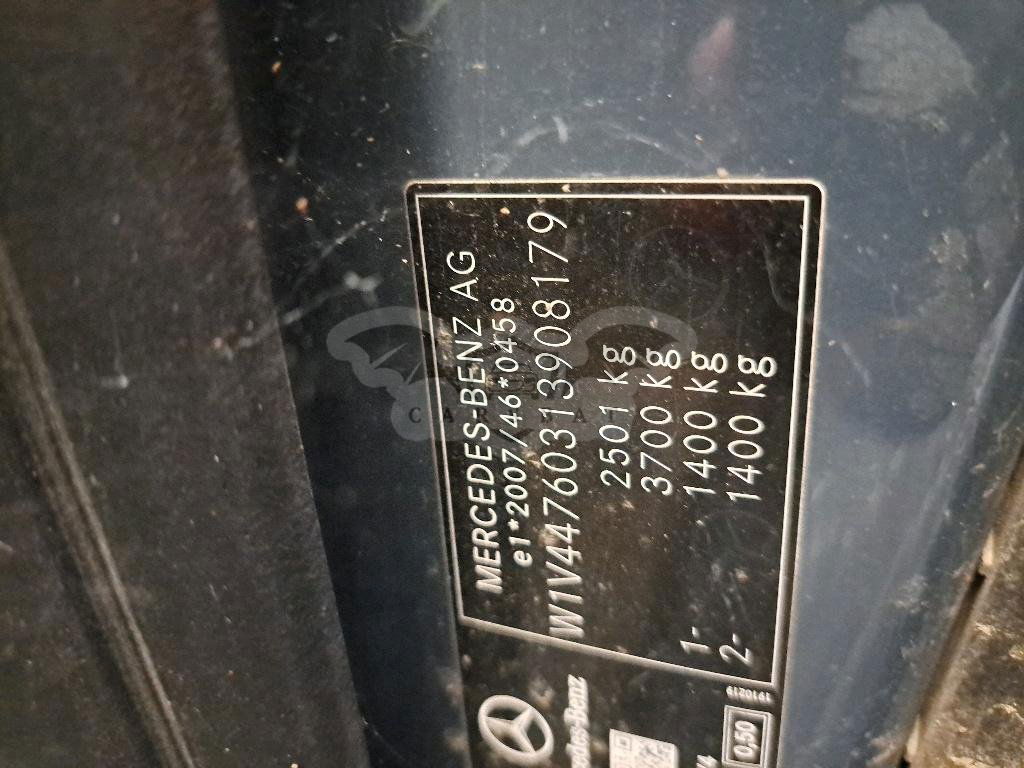 MERCEDES-BENZ AG
e1*2007/46*0458
W1V44760313908179
2501 kg
3700 kg
1- 1400 kg
2- 1400 kg
1910219
0,50